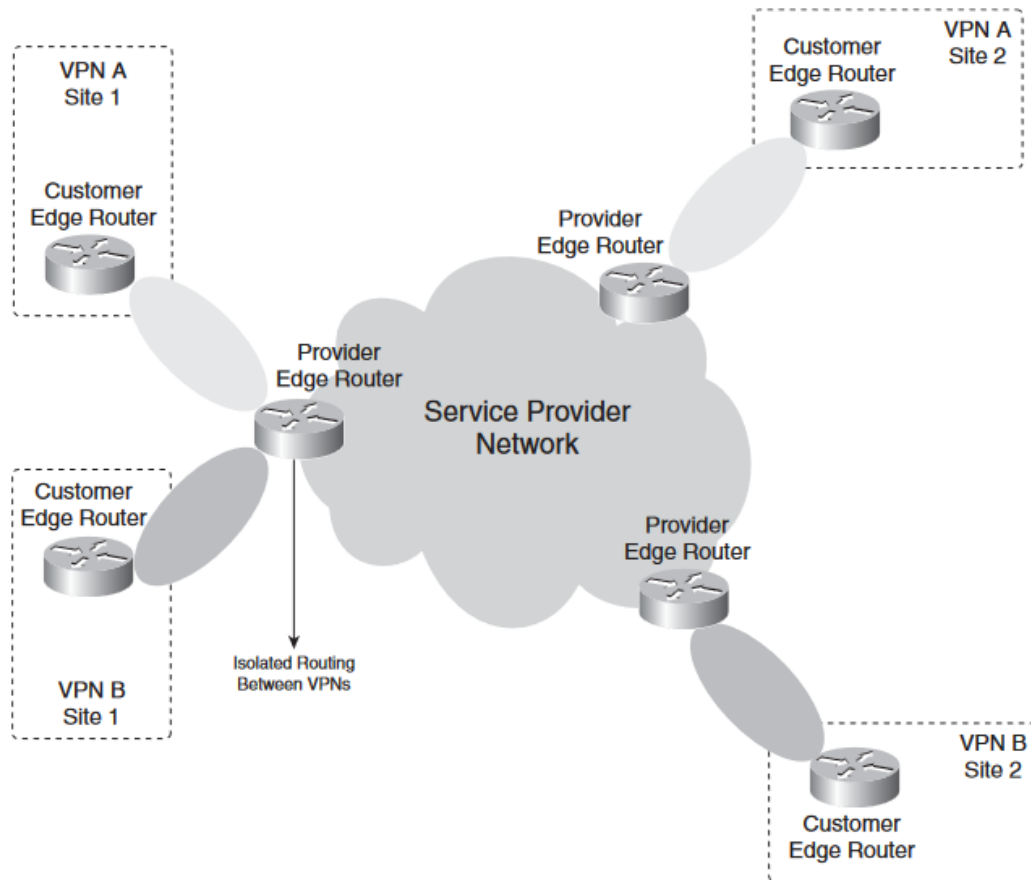 VPN A
Site 1
Customer
Edge Router
VPN A
Site 2
Customer
Edge Router
Provider
Edge Router
Provider
Edge Router
Service Provider
Network
Customer
Edge Router
VPN B
Site 1
Isolated Routing
Between VPNs
Provider
Edge Router
VPN B
Site 2
Customer
Edge Router